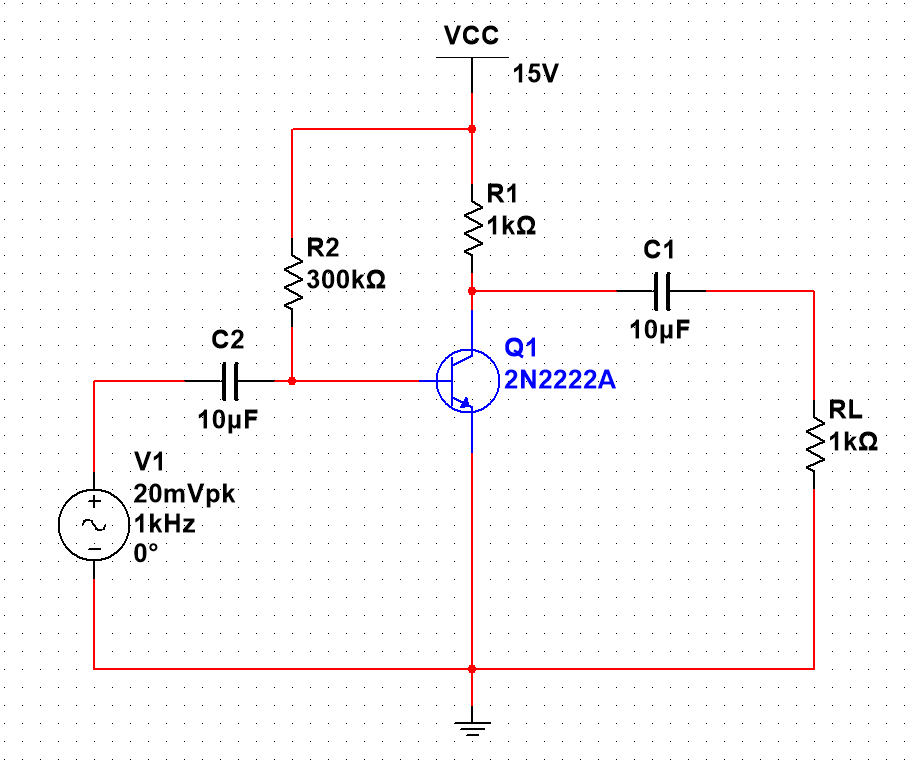 VCC
15V
R1
1kΩ
R2
300kΩ
C1
10µF
C2
10µF
Q1
2N2222A
RL
1kΩ
V1
20mVpk
1kHz
0°